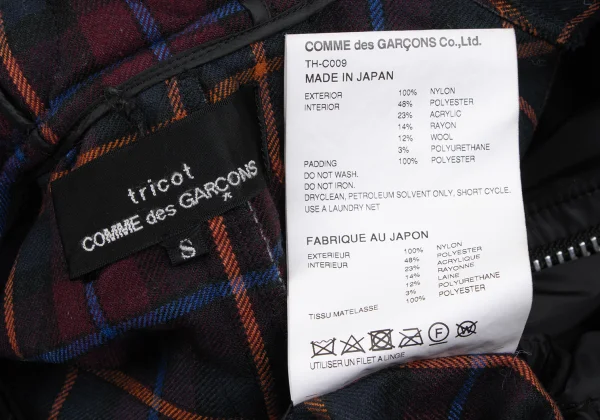 tricot
COMME des GARÇONS
S
COMME des GARÇONS Co.,Ltd.
TH-C009
MADE IN JAPAN
EXTERIOR 100% NYLON
INTERIOR 48% POLYESTER
23% ACRYLIC
14% RAYON
12% WOOL
3% POLYURETHANE
PADDING 100% POLYESTER
DO NOT WASH.
DO NOT IRON.
DRYCLEAN, PETROLEUM SOLVENT ONLY, SHORT CYCLE.
USE A LAUNDRY NET
FABRIQUE AU JAPON
EXTERIEUR 100% NYLON
INTERIEUR 48% POLYESTER
23% ACRYLIQUE
14% RAYONNE
12% LAINE
3% POLYURETHANE
TISSU MATELASSE 100% POLYESTER
F
W
UTILISER UN FILET A LINGE